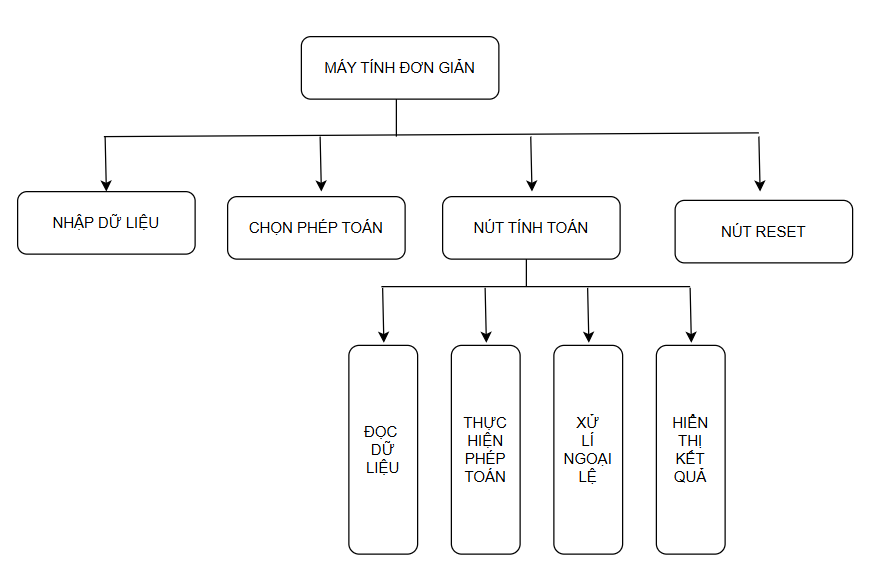 MÁY TÍNH ĐƠN GIẢN
NHẬP DỮ LIỆU
CHỌN PHÉP TOÁN
NÚT TÍNH TOÁN
NÚT RESET
ĐỌC
DỮ
LIỆU
THỰC
HIỆN
PHÉP
TOÁN
XỬ
LÍ
NGOẠI
LỆ
HIỂN
THỊ
KẾT
QUẢ